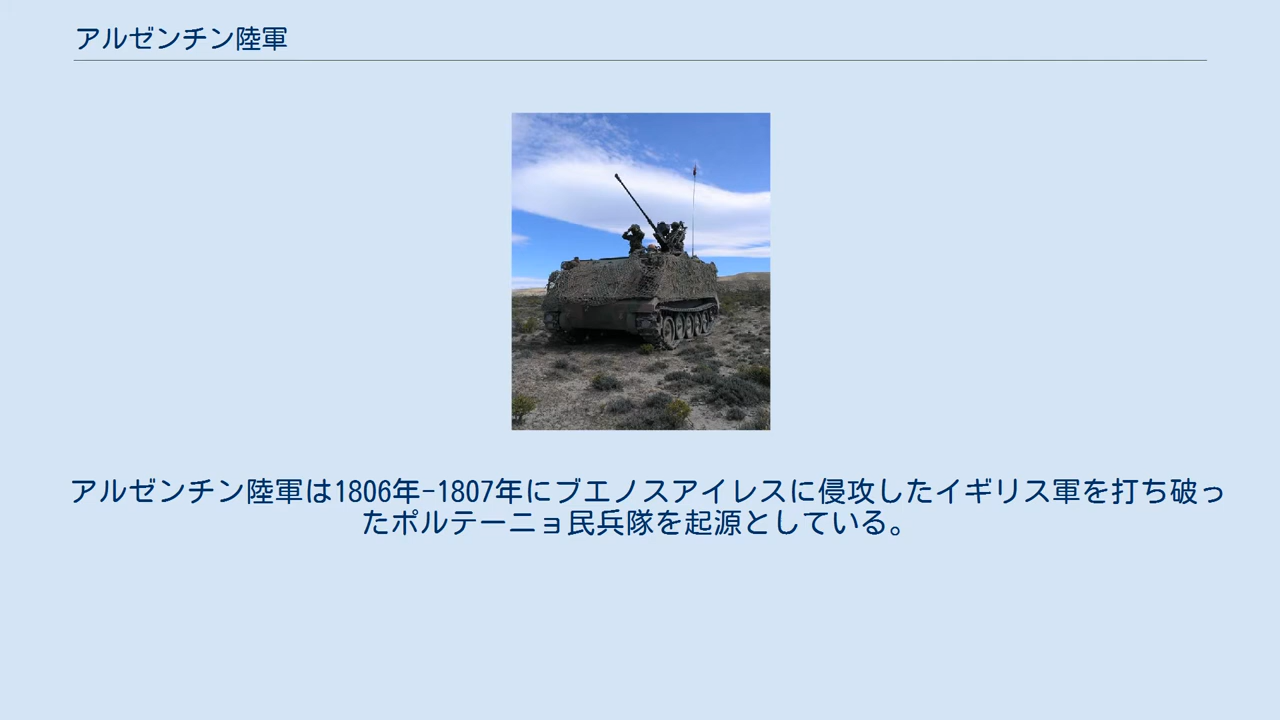 アルゼンチン陸軍
アルゼンチン陸軍は1806年-1807年にブエノスアイレスに侵攻したイギリス軍を打ち破っ
たポルテーニョ民兵隊を起源としている。